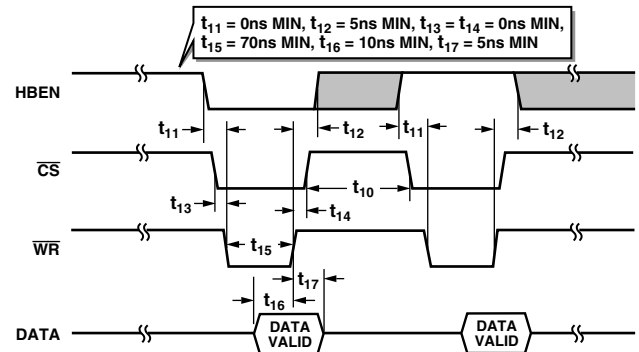 t11 = 0ns MIN, t12 = 5ns MIN, t13 = t14 = 0ns MIN,
t15 = 70ns MIN, t16 = 10ns MIN, t17 = 5ns MIN
HBEN
t11
t12
t11
t12
CS
t13
t14
t10
WR
t15
t17
t16
DATA
DATA
VALID
DATA
VALID